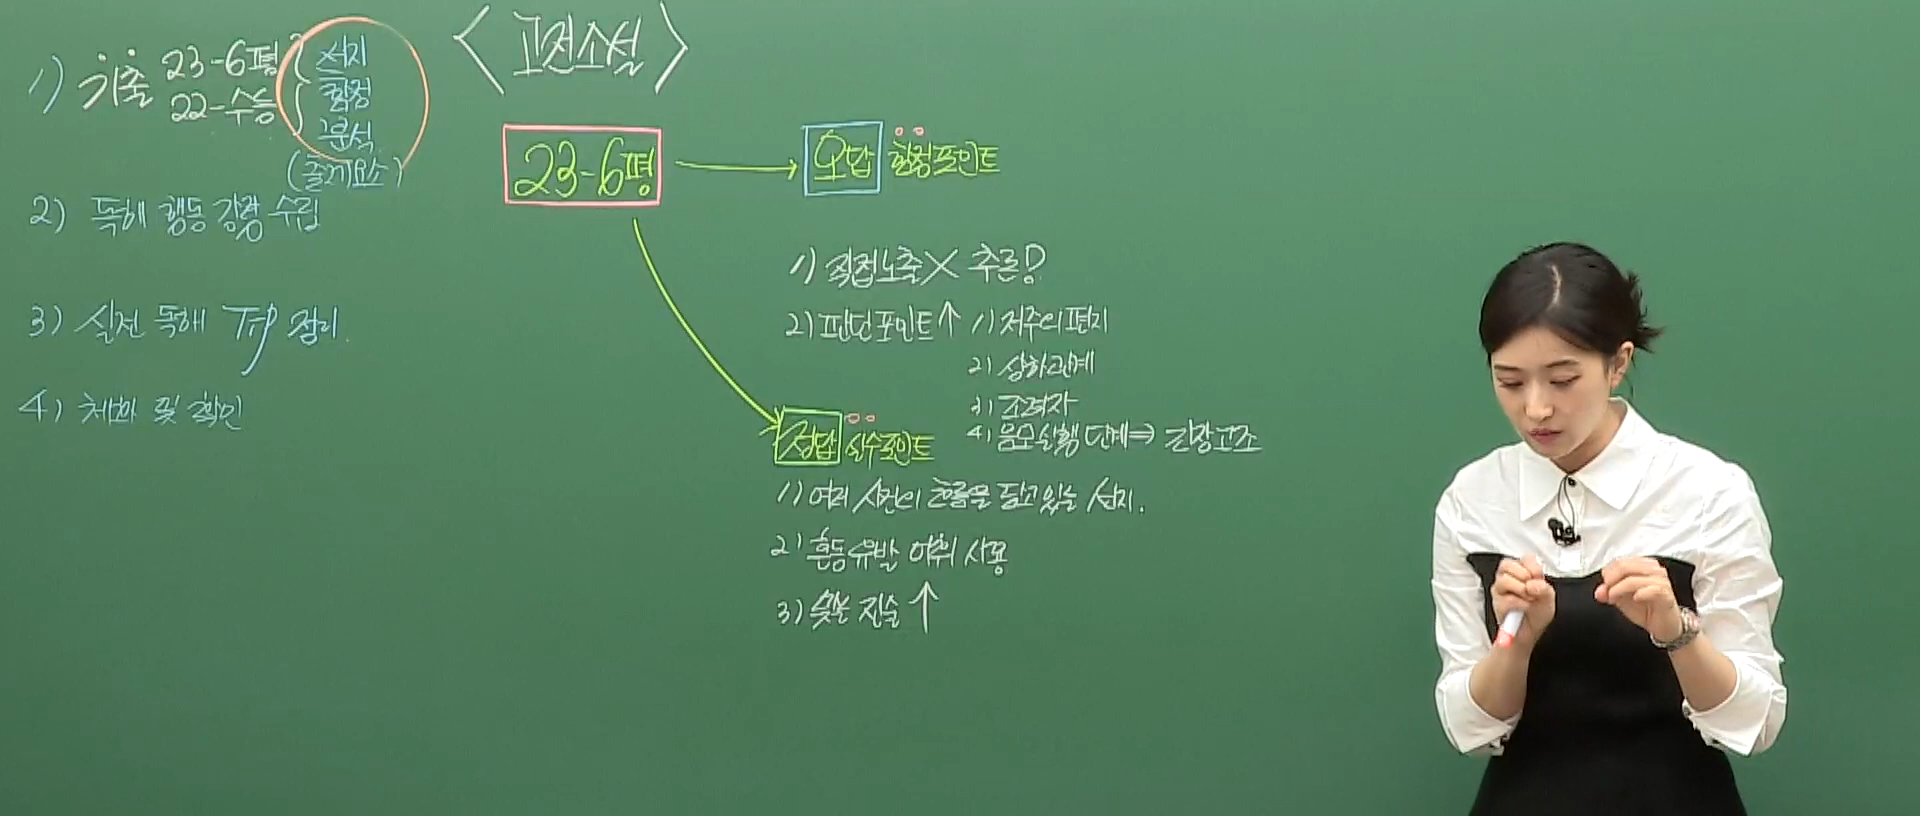 <고전소설>
1) 기출 23-6평
22-수능
선지
함정
분석
(출제요소)
2) 독해 행동 강령 수립
3) 실전 독해 Tip 정리.
4) 체화 및 확인
23-6평
오답 함정포인트
1) 직접노출X 추론?
2) 판단포인트↑ 1)저주의편지
2) 상하관계
3) 조력자
4) 음모실행 단계⇒ 긴장고조
정답 실수포인트
1) 여러 사건의 흐름을 담고있는 선지.
2) 혼동유발 어휘 사용
3) 옳은 진술↑